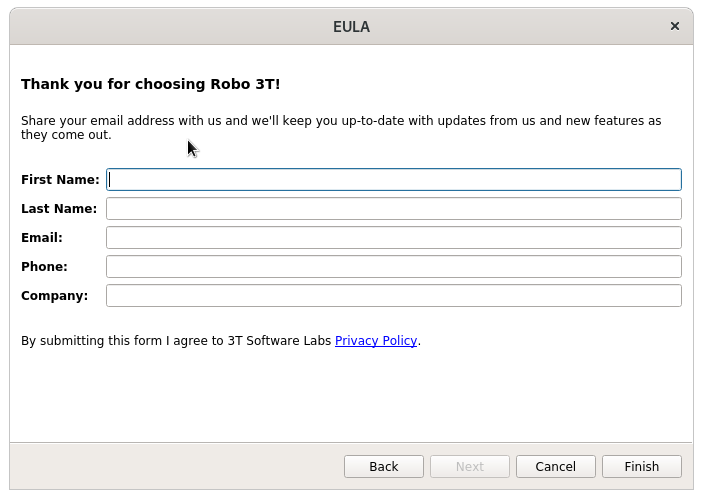 EULA
Thank you for choosing Robo 3T!
Share your email address with us and we'll keep you up-to-date with updates from us and new features as
they come out.
First Name:
Last Name:
Email:
Phone:
Company:
By submitting this form I agree to 3T Software Labs Privacy Policy.
Back Next Cancel Finish